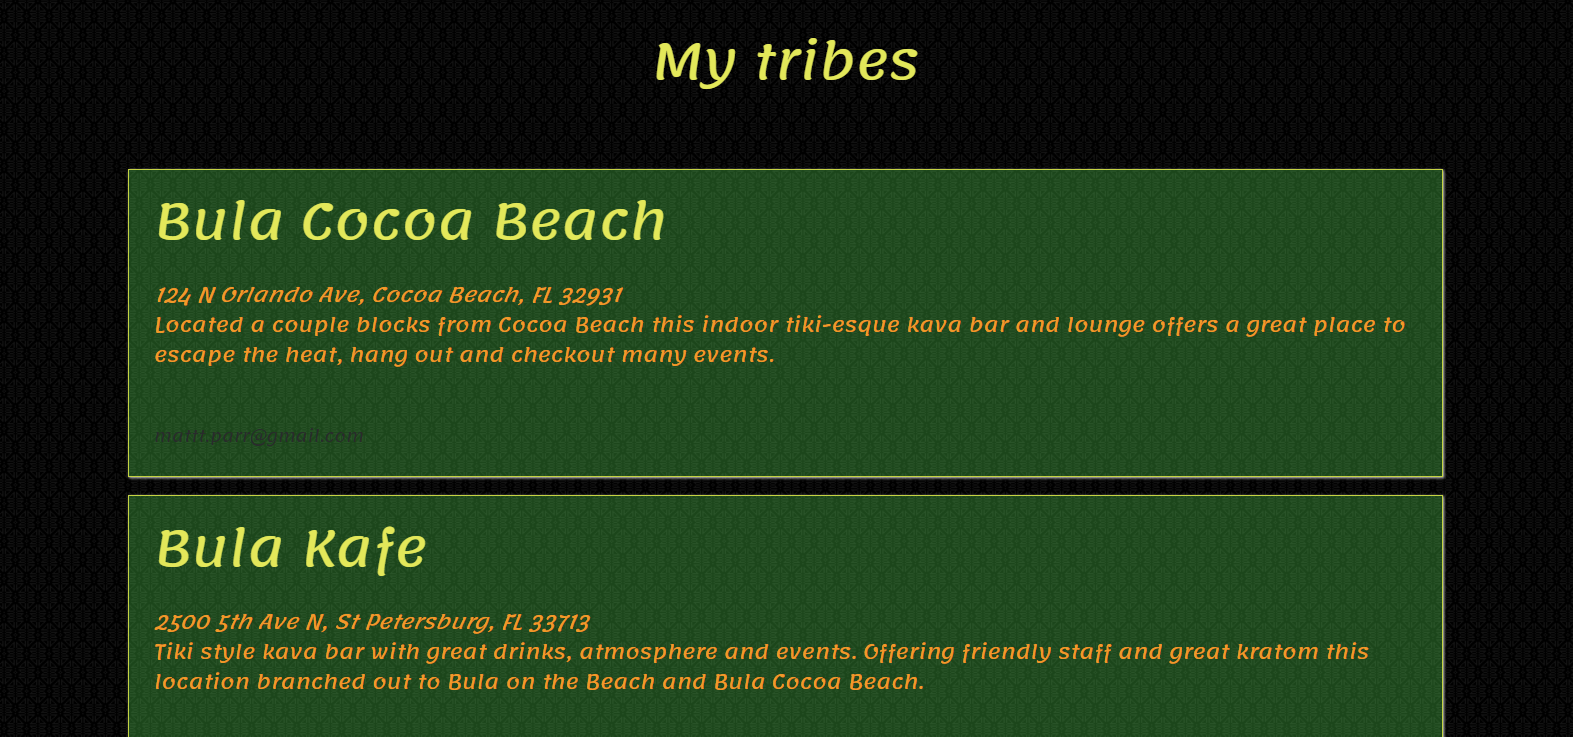 My tribes
Bula Cocoa Beach
124 N Orlando Ave, Cocoa Beach, FL 32931
Located a couple blocks from Cocoa Beach this indoor tiki-esque kava bar and lounge offers a great place to
escape the heat, hang out and checkout many events.
mattt.parr@gmail.com
Bula Kafe
2500 5th Ave N, St Petersburg, FL 33713
Tiki style kava bar with great drinks, atmosphere and events. Offering friendly staff and great kratom this
location branched out to Bula on the Beach and Bula Cocoa Beach.